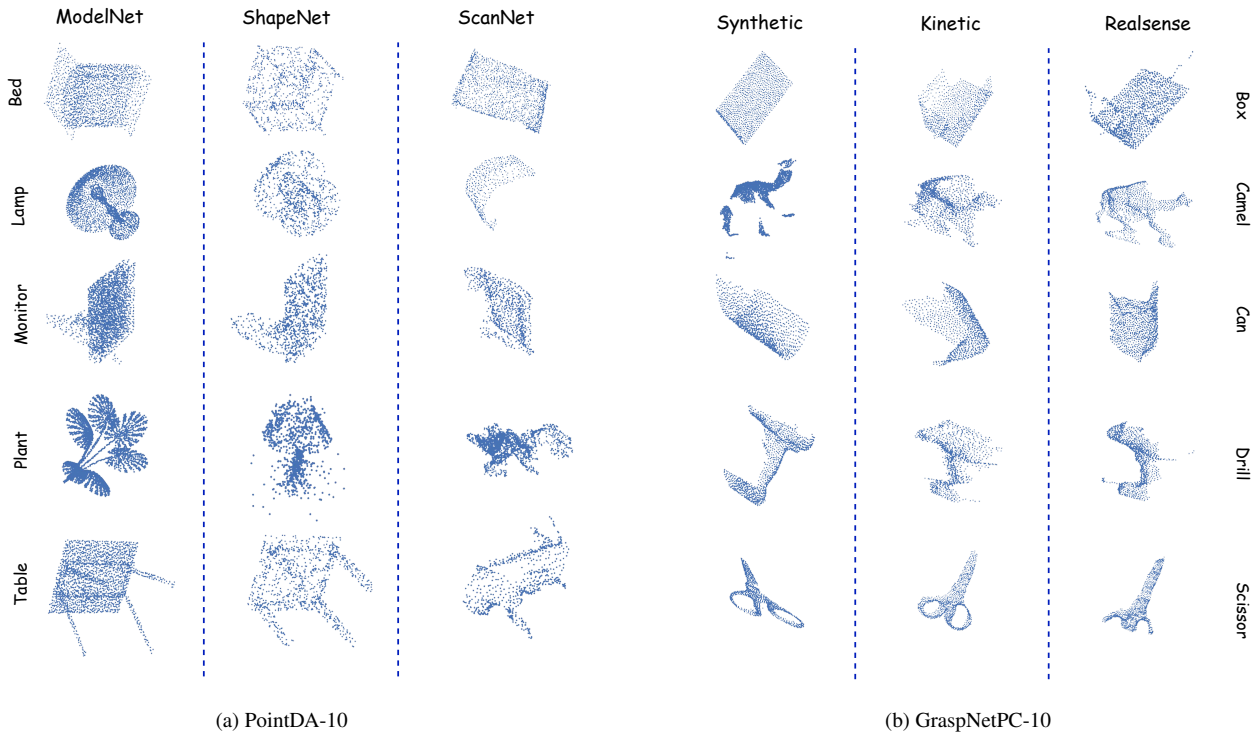 ModelNet
ShapeNet
ScanNet
Bed
Lamp
Monitor
Plant
Table
(a) PointDA-10
Synthetic
Kinetic
Realsense
Box
Camel
Can
Drill
Scissor
(b) GraspNetPC-10